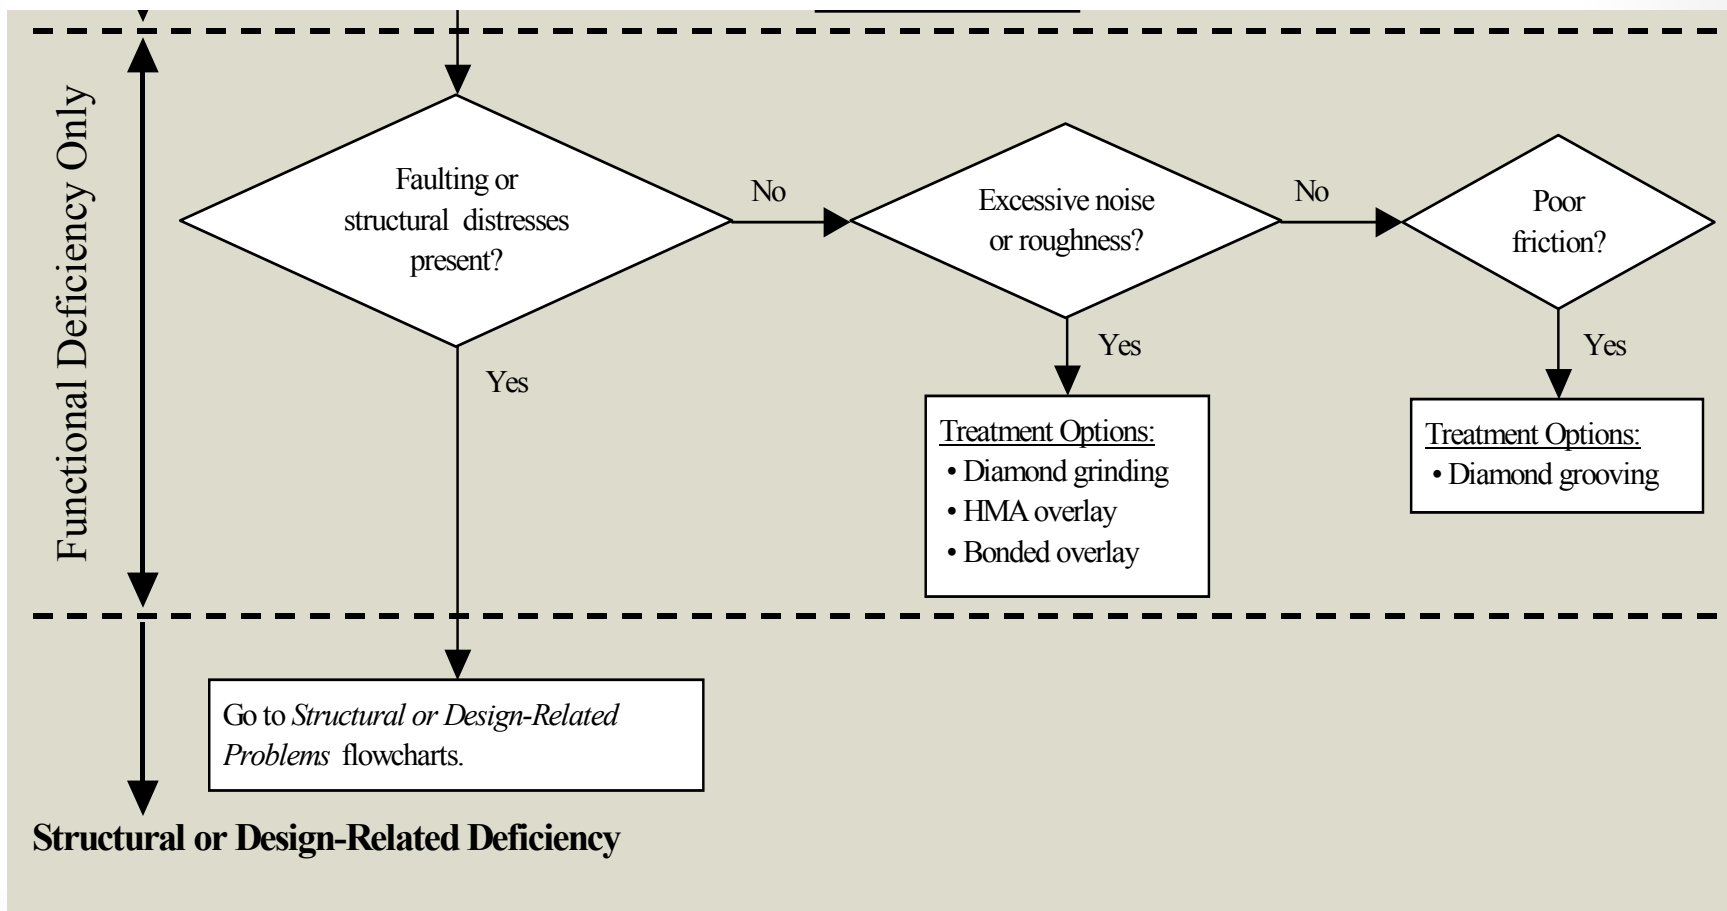 Functional Deficiency Only
Faulting or
structural distresses
present?
No
Excessive noise
or roughness?
No
Poor
friction?
Yes
Yes
Yes
Treatment Options:
• Diamond grinding
• HMA overlay
• Bonded overlay
Treatment Options:
• Diamond grooving
Go to Structural or Design-Related
Problems flowcharts.
Structural or Design-Related Deficiency